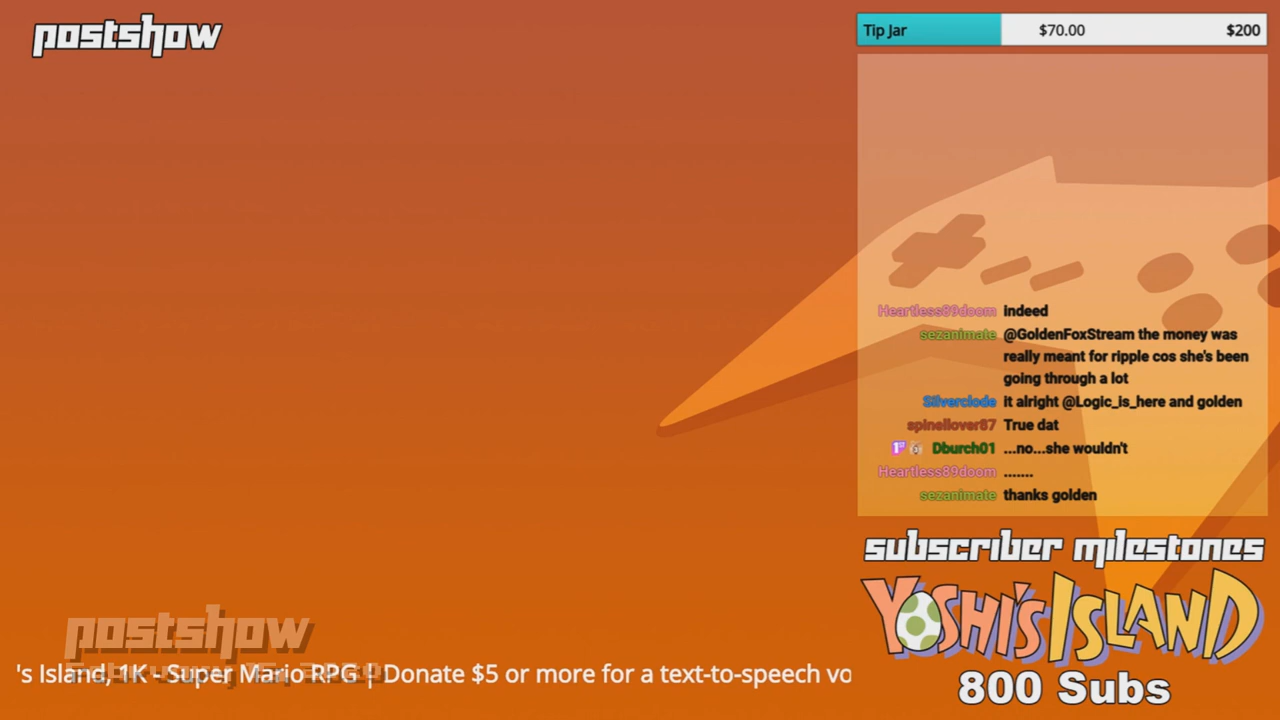 postshow
Tip Jar $70.00 $200
Heartless89doom indeed
sezanimate @GoldenFoxStream the money was
really meant for ripple cos she's been
going through a lot
Silverclode it alright @Logic_is_here and golden
spinellover87 True dat
Dburch01 ...no...she wouldn't
Heartless89doom .......
sezanimate thanks golden
subscriber milestones
YOSHI'S ISLAND
800 Subs
postshow
's Island, 1K - Super Mario RPG | Donate $5 or more for a text-to-speech vo